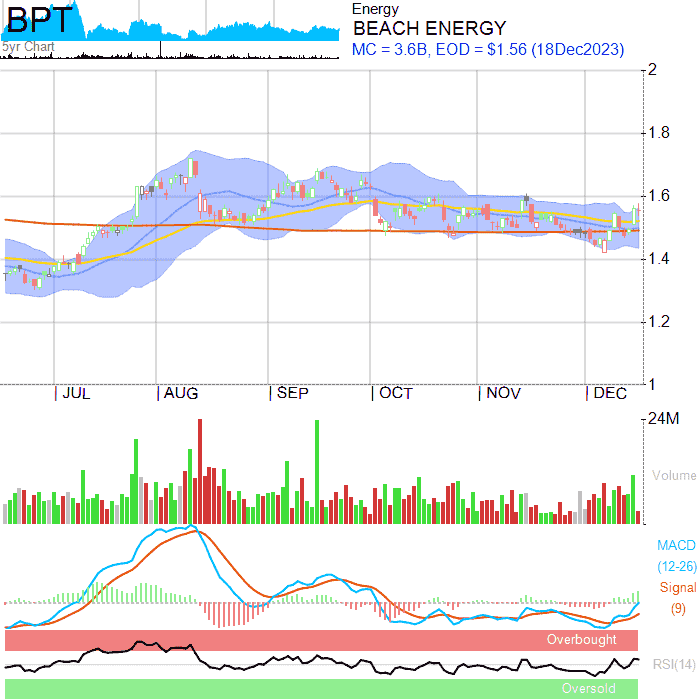 BPT
5yr Chart
Energy
BEACH ENERGY
MC = 3.6B, EOD = $1.56 (18Dec2023)
2
1.8
1.6
1.4
1.2
1
JUL AUG SEP OCT NOV DEC
24M
Volume
MACD
(12-26)
Signal
(9)
Overbought
RSI(14)
Oversold